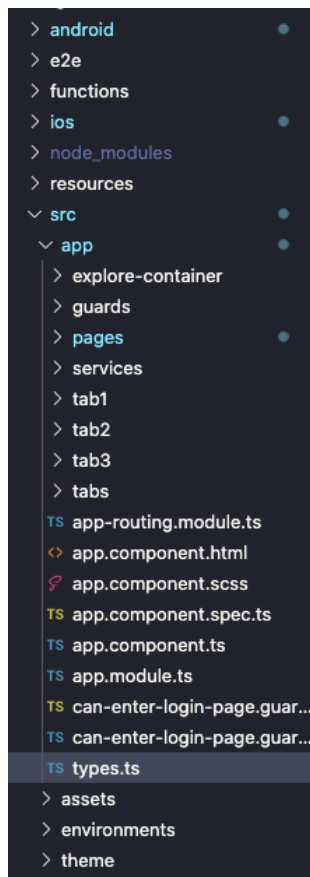 android
e2e
functions
ios
node_modules
resources
src
app
explore-container
guards
pages
services
tab1
tab2
tab3
tabs
TS app-routing.module.ts
<> app.component.html
app.component.scss
TS app.component.spec.ts
TS app.component.ts
TS app.module.ts
TS can-enter-login-page.guar...
TS can-enter-login-page.guar...
TS types.ts
assets
environments
theme